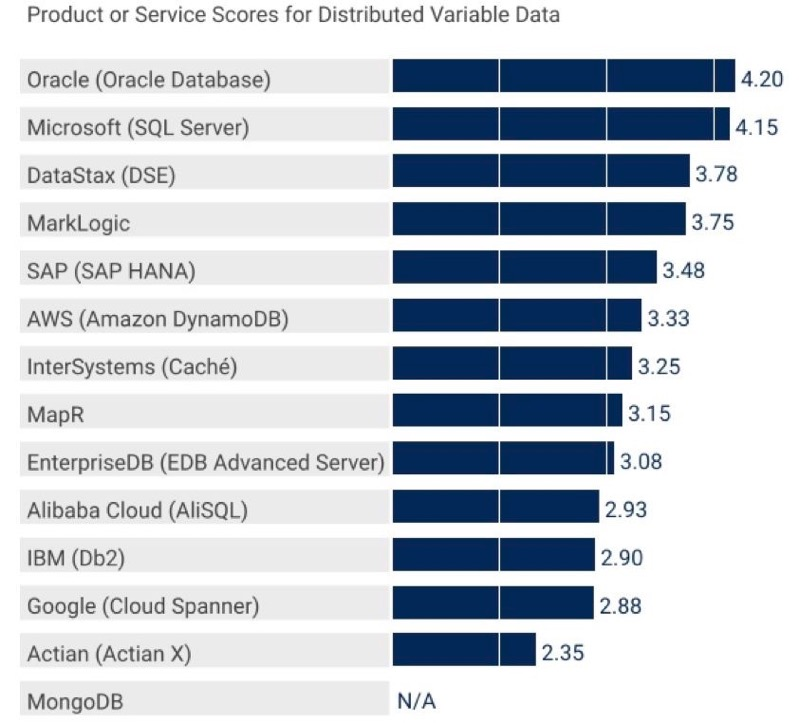 Product or Service Scores for Distributed Variable Data
Oracle (Oracle Database) 4.20
Microsoft (SQL Server) 4.15
DataStax (DSE) 3.78
MarkLogic 3.75
SAP (SAP HANA) 3.48
AWS (Amazon DynamoDB) 3.33
InterSystems (Caché) 3.25
MapR 3.15
EnterpriseDB (EDB Advanced Server) 3.08
Alibaba Cloud (AliSQL) 2.93
IBM (Db2) 2.90
Google (Cloud Spanner) 2.88
Actian (Actian X) 2.35
MongoDB N/A